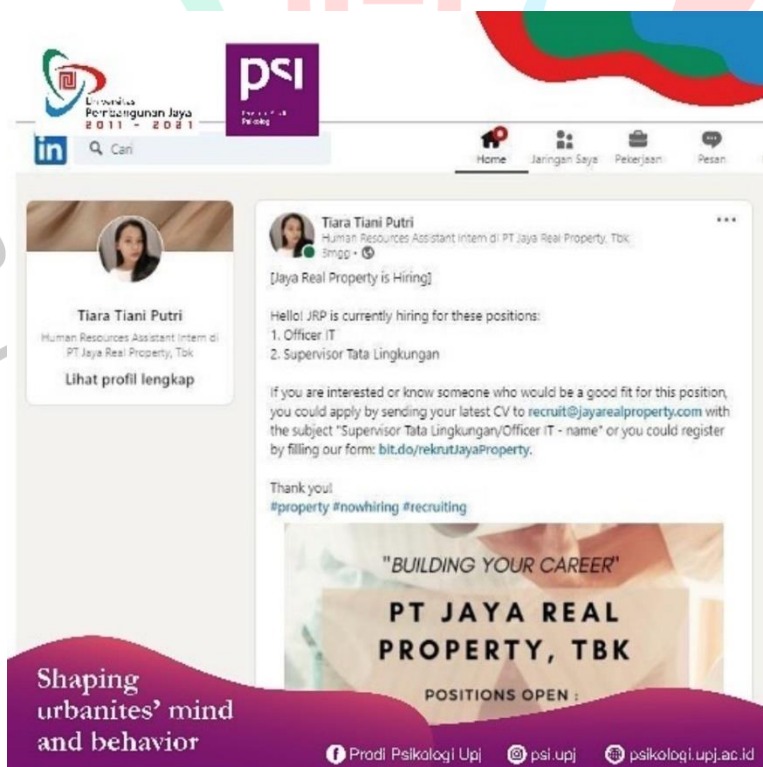 Universitas
Pembangunan Jaya
2011 - 2021
psi
in
Cari
Home
Jaringan Saya
Pekerjaan
Pesan
Tiara Tiani Putri
Human Resources Assistant Intern di
PT Jaya Real Property, Tbk
Lihat profil lengkap
Tiara Tiani Putri
Human Resources Assistant Intern di PT Jaya Real Property, Tbk
3mgg •
[Jaya Real Property is Hiring]
Hello! JRP is currently hiring for these positions:
1. Officer IT
2. Supervisor Tata Lingkungan
If you are interested or know someone who would be a good fit for this position,
you could apply by sending your latest CV to recruit@jayarealproperty.com with
the subject "Supervisor Tata Lingkungan/Officer IT - name" or you could register
by filling our form: bit.do/rekrutJayaProperty.
Thank you!
#property #nowhiring #recruiting
"BUILDING YOUR CAREER"
PT JAYA REAL
PROPERTY, TBK
POSITIONS OPEN :
Shaping
urbanites' mind
and behavior
Prodi Psikologi Upj
psi.upj
psikologi.upj.ac.id